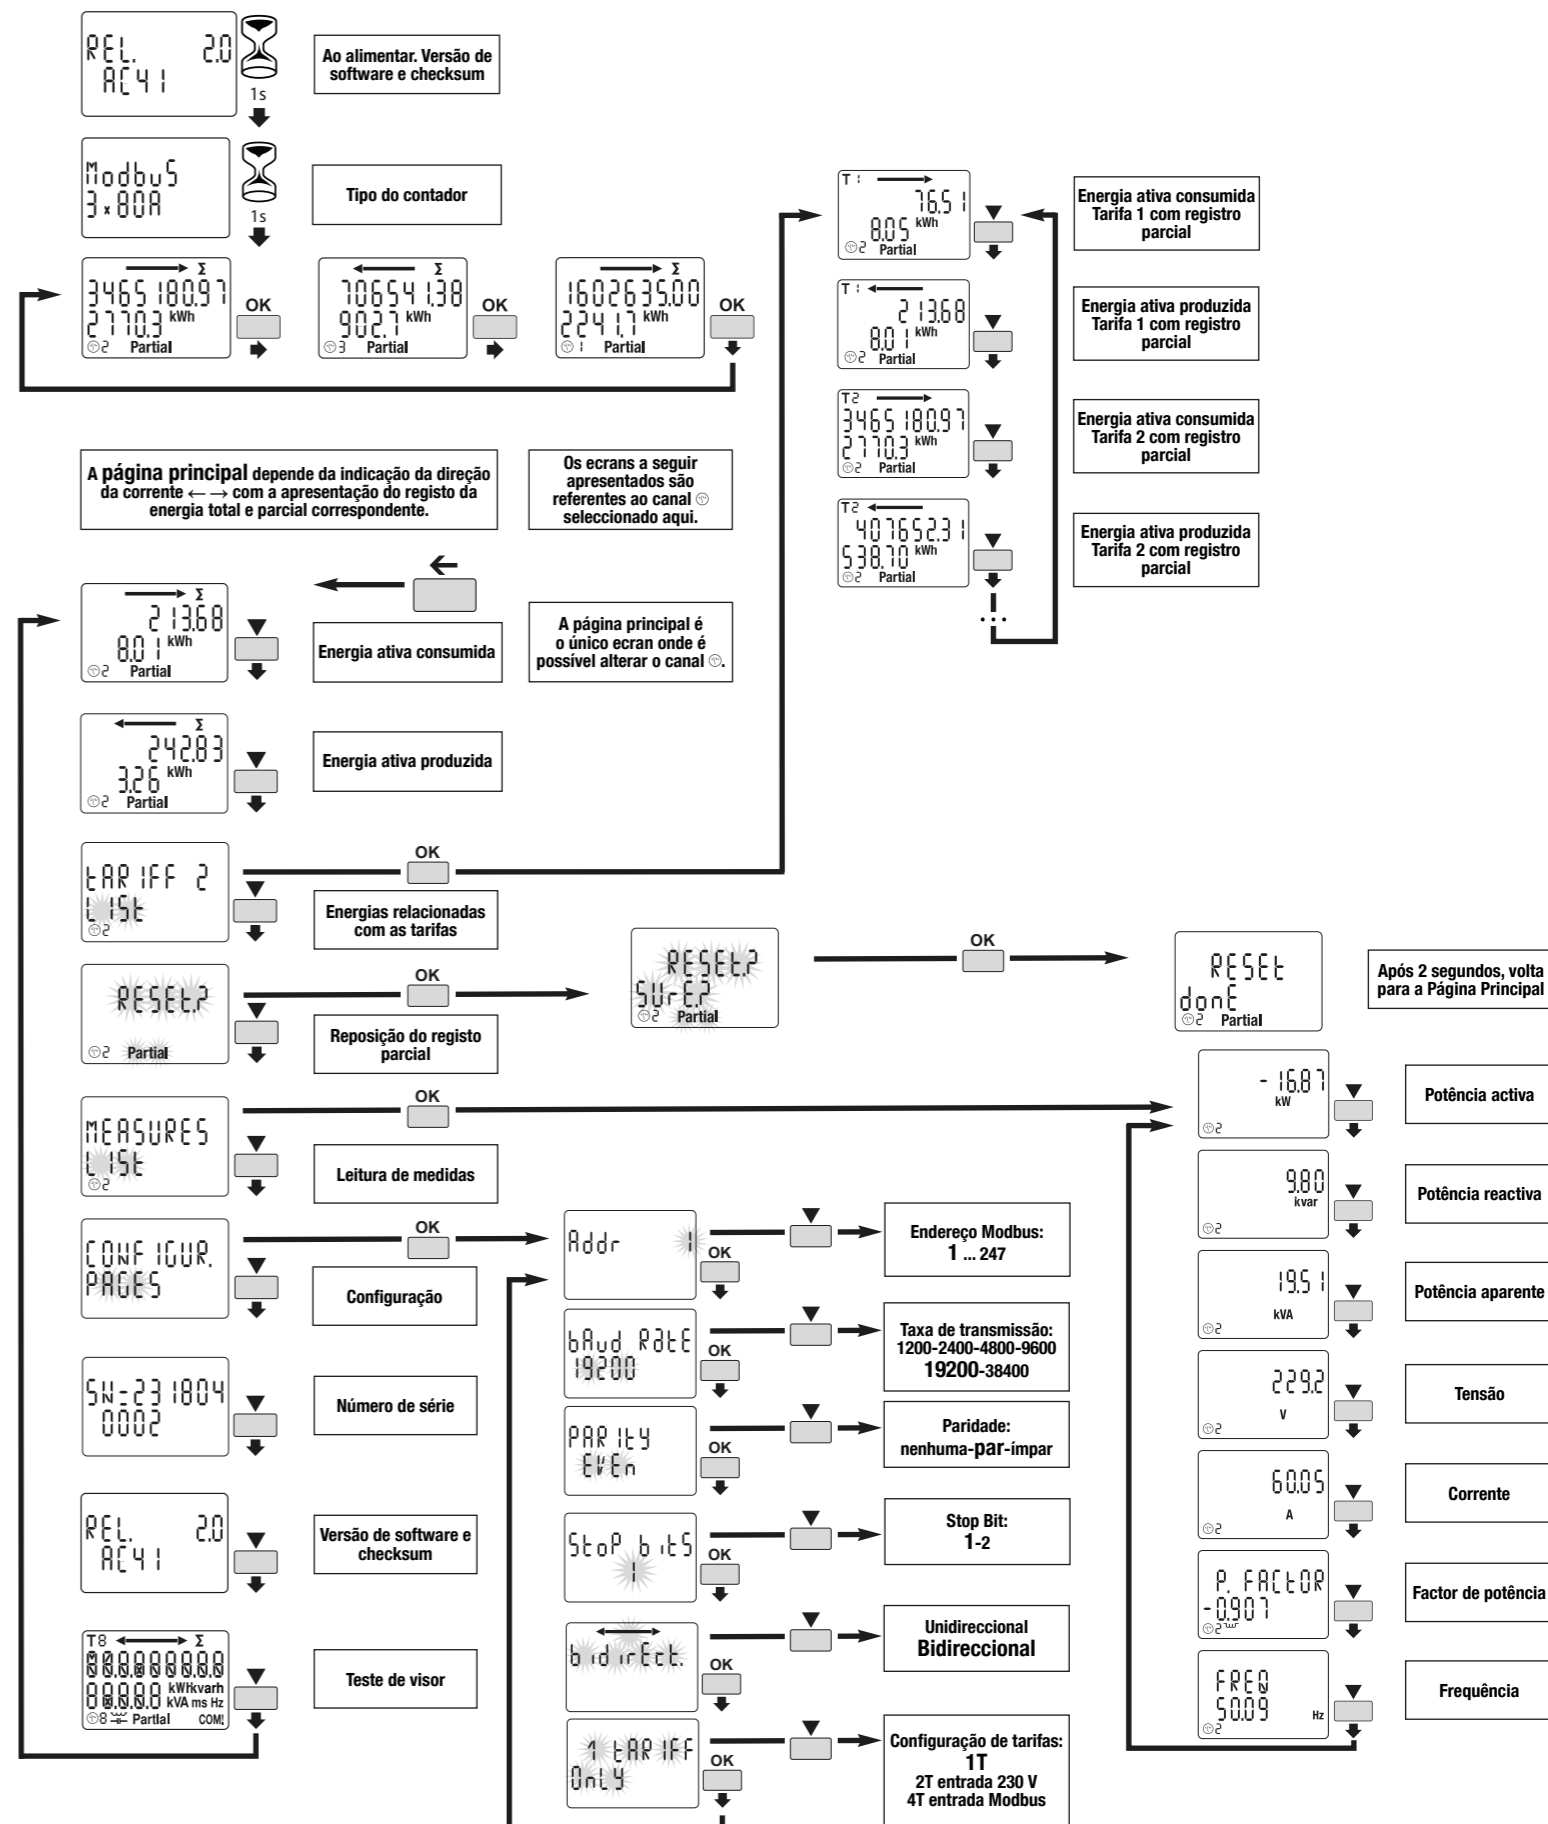 REL. 2.0
AC41
1s
Ao alimentar. Versão de
software e checksum
ModbuS
3x80A
1s
Tipo do contador
Σ
3465180.97
2770.3 kWh
2 Partial
OK
Σ
706541.38
902.7 kWh
3 Partial
OK
Σ
1602635.00
2241.7 kWh
1 Partial
OK
T1
76.51
8.05 kWh
2 Partial
Energia ativa consumida
Tarifa 1 com registro
parcial
T1
213.68
8.01 kWh
2 Partial
Energia ativa produzida
Tarifa 1 com registro
parcial
T2
3465180.97
2770.3 kWh
2 Partial
Energia ativa consumida
Tarifa 2 com registro
parcial
T2
407652.31
538.70 kWh
2 Partial
Energia ativa produzida
Tarifa 2 com registro
parcial
...
A página principal depende da indicação da direção
da corrente ←→ com a apresentação do registo da
energia total e parcial correspondente.
Os ecrans a seguir
apresentados são
referentes ao canal
seleccionado aqui.
Σ
213.68
8.01 kWh
2 Partial
Energia ativa consumida
A página principal é
o único ecran onde é
possível alterar o canal .
Σ
242.83
3.26 kWh
2 Partial
Energia ativa produzida
tARIFF 2
LISt
2
OK
Energias relacionadas
com as tarifas
RESEt.?
2 Partial
OK
Reposição do registo
parcial
RESEt.?
SUrE.?
2 Partial
OK
RESEt
donE
2 Partial
Após 2 segundos, volta
para a Página Principal
MEASURES
LISt
2
OK
Leitura de medidas
-16.87
kW
2
Potência activa
9.80
kvar
2
Potência reactiva
19.51
kVA
2
Potência aparente
229.2
V
2
Tensão
60.05
A
2
Corrente
P. FACtOR
-0.907
2
Factor de potência
FREQ
50.09
Hz
2
Frequência
CONFIGUR.
PAGES
OK
Configuração
Addr 1
OK
Endereço Modbus:
1 ... 247
bAud RatE
19200
OK
Taxa de transmissão:
1200-2400-4800-9600
19200-38400
PARItY
EVEn
OK
Paridade:
nenhuma-par-ímpar
StoP bitS
1
OK
Stop Bit:
1-2
bidirEct.
OK
Unidireccional
Bidireccional
1 tARIFF
OnLY
OK
Configuração de tarifas:
1T
2T entrada 230 V
4T entrada Modbus
SN=231804
0002
Número de série
REL. 2.0
AC41
Versão de software e
checksum
T8 Σ
kWhkvarh
kVA ms Hz
8 Partial COM!
Teste de visor